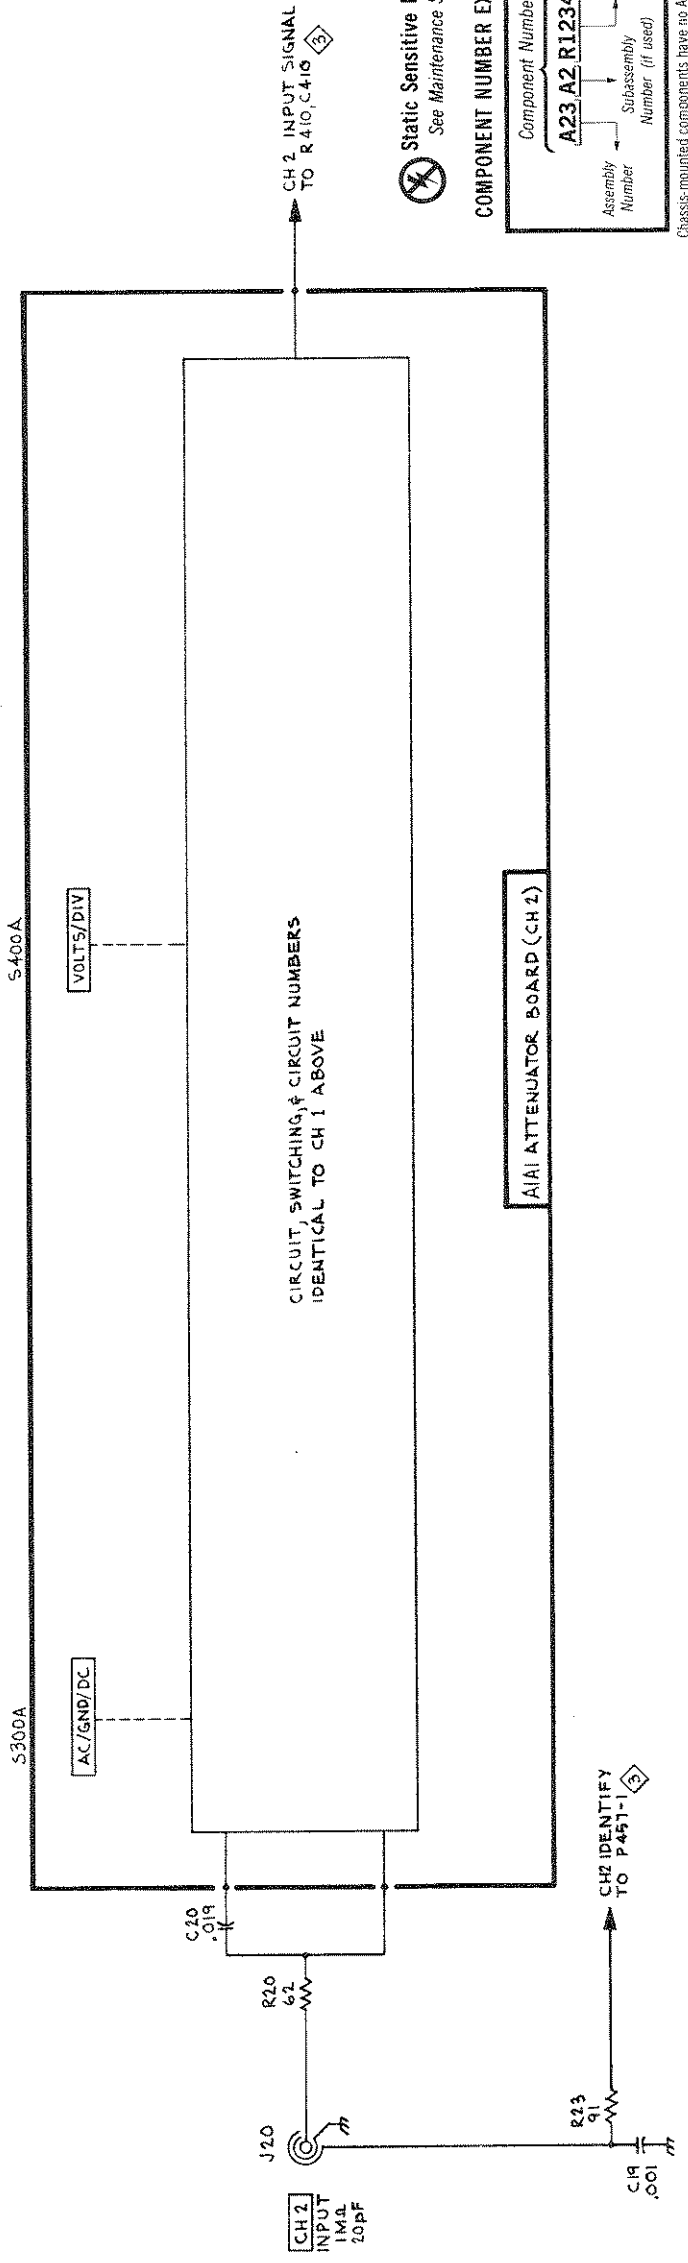 S300A
S400A
AC/GND/DC
VOLTS/DIV
C20
.019
R20
62
J20
CH 2
INPUT
1MΩ
20pF
CIRCUIT, SWITCHING, & CIRCUIT NUMBERS
IDENTICAL TO CH 1 ABOVE
CH 2 INPUT SIGNAL
TO R410, C410
3
A1A1 ATTENUATOR BOARD (CH 2)
R23
91
C19
.001
CH2 IDENTIFY
TO P451-1
3
Static Sensitive
See Maintenance
COMPONENT NUMBER
Component
A23 A2 R1234
Assembly
Number
Subassembly
Number (if used)
Chassis-mounted components have no